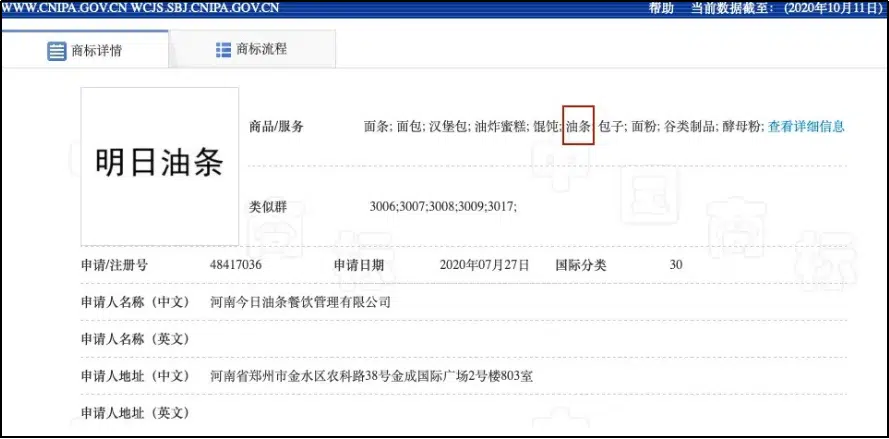 WWW.CNIPA.GOV.CN WCJS.SBJ.CNIPA.GOV.CN 帮助 当前数据截至： (2020年10月11日)
商标详情 商标流程
明日油条
商品/服务 面条; 面包; 汉堡包; 油炸蜜糕; 馄饨; 油条; 包子; 面粉; 谷类制品; 酵母粉; 查看详细信息
类似群 3006;3007;3008;3009;3017;
申请/注册号 48417036 申请日期 2020年07月27日 国际分类 30
申请人名称（中文） 河南今日油条餐饮管理有限公司
申请人名称（英文）
申请人地址（中文） 河南省郑州市金水区农科路38号金成国际广场2号楼803室
申请人地址（英文）
中国商标